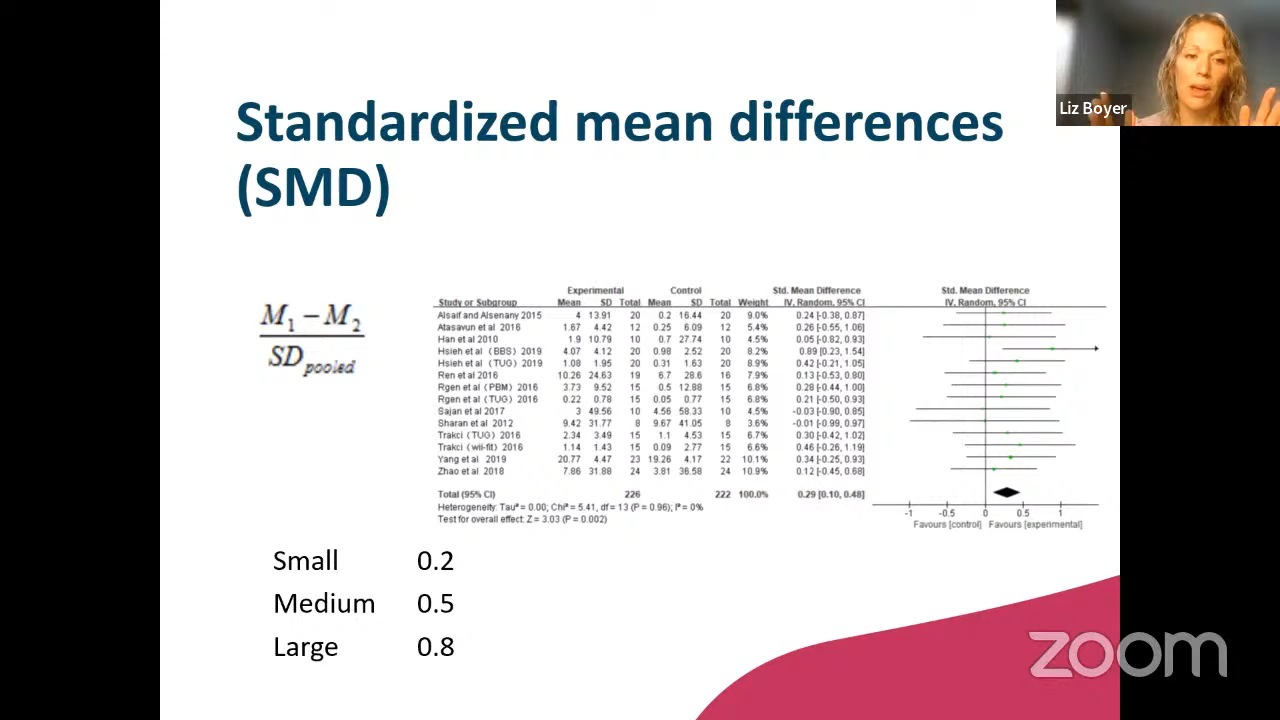 Liz Boyer
Standardized mean differences
(SMD)
M1 − M2
SDpooled
Experimental Control Std. Mean Difference Std. Mean Difference
Study or Subgroup Mean SD Total Mean SD Total Weight IV, Random, 95% CI IV, Random, 95% CI
Alsaif and Alsenany 2015 4 13.91 20 0.2 16.44 20 9.0% 0.24 [-0.38, 0.87]
Atasavun et al 2016 1.67 4.42 12 0.25 6.09 12 5.4% 0.26 [-0.55, 1.06]
Han et al 2010 1.9 10.79 10 0.7 27.74 10 4.5% 0.05 [-0.82, 0.93]
Hsieh et al (BBS) 2019 4.07 4.12 20 0.98 2.52 20 8.2% 0.89 [0.23, 1.54]
Hsieh et al (TUG) 2019 1.08 1.95 20 0.31 1.63 20 8.9% 0.42 [-0.21, 1.05]
Ren et al 2016 10.26 24.63 19 6.7 28.6 16 7.9% 0.13 [-0.53, 0.80]
Rgen et al (PBM) 2016 3.73 9.52 15 0.5 12.88 15 6.8% 0.28 [-0.44, 1.00]
Rgen et al (TUG) 2016 0.22 0.78 15 0.05 0.77 15 6.8% 0.21 [-0.50, 0.93]
Sajan et al 2017 3 49.56 10 4.56 58.33 10 4.5% -0.03 [-0.90, 0.85]
Sharan et al 2012 9.42 31.77 8 9.67 41.05 8 3.6% -0.01 [-0.99, 0.97]
Trakci (TUG) 2016 2.34 3.49 15 1.1 4.53 15 6.7% 0.30 [-0.42, 1.02]
Trakci (wii-fit) 2016 1.14 1.43 15 0.09 2.77 15 6.6% 0.46 [-0.26, 1.19]
Yang et al 2019 20.77 4.47 23 19.26 4.17 22 10.1% 0.34 [-0.25, 0.93]
Zhao et al 2018 7.86 31.88 24 3.81 36.58 24 10.9% 0.12 [-0.45, 0.68]
Total (95% CI) 226 222 100.0% 0.29 [0.10, 0.48]
Heterogeneity: Tau² = 0.00; Chi² = 5.41, df = 13 (P = 0.96); I² = 0%
Test for overall effect: Z = 3.03 (P = 0.002)
-1 -0.5 0 0.5 1
Favours [control] Favours [experimental]
Small 0.2
Medium 0.5
Large 0.8
zoom